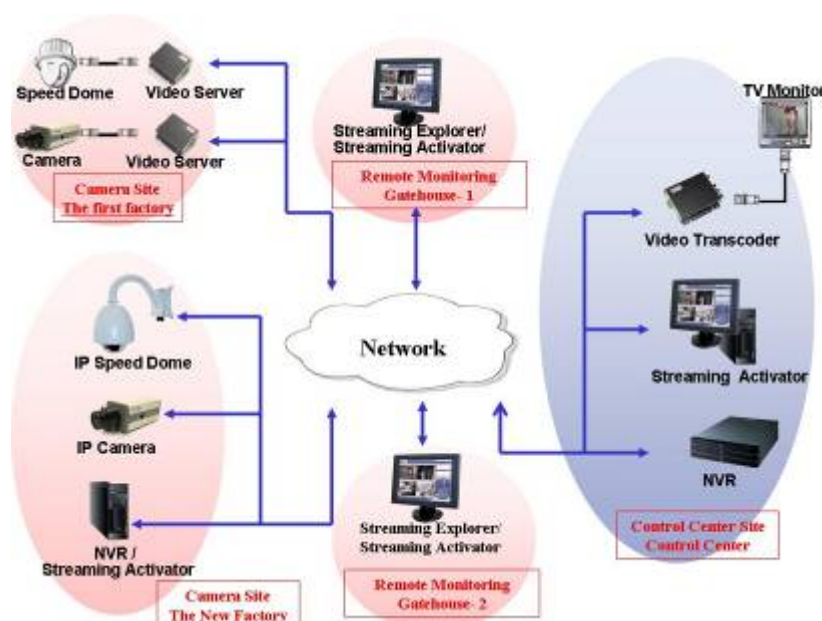 Speed Dome
Video Server
Camera
Video Server
Camera Site
The first factory
Streaming Explorer/
Streaming Activator
Remote Monitoring
Gatehouse- 1
TV Monitor
Video Transcoder
Streaming Activator
NVR
Control Center Site
Control Center
Network
IP Speed Dome
IP Camera
NVR /
Streaming Activator
Camera Site
The New Factory
Streaming Explorer/
Streaming Activator
Remote Monitoring
Gatehouse- 2